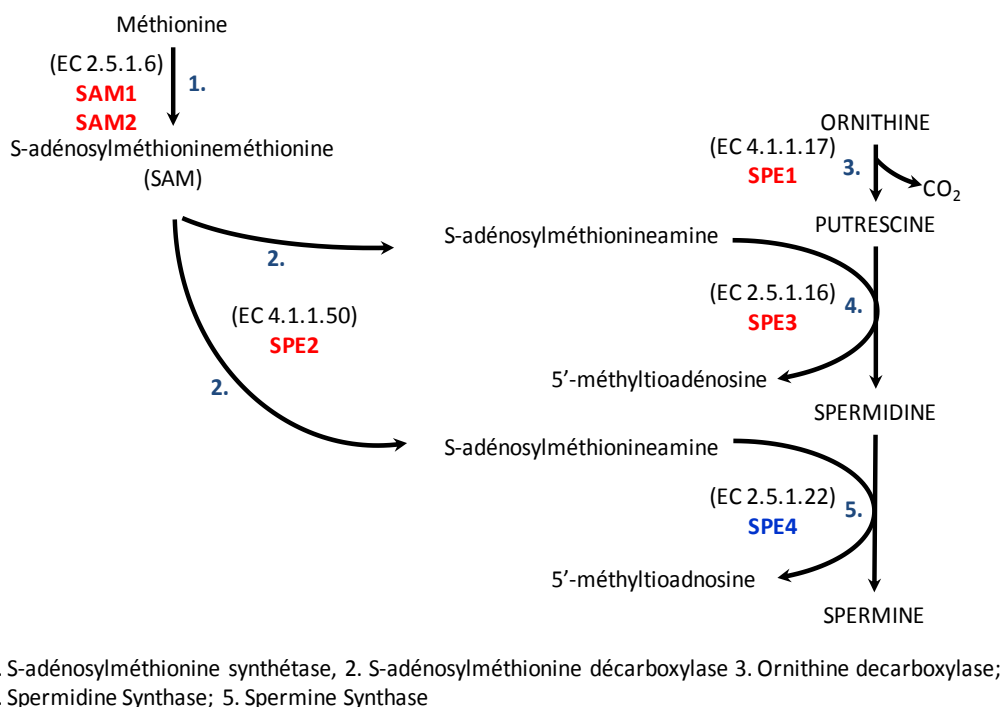 Méthionine
(EC 2.5.1.6)
SAM1
SAM2
1.
S-adénosylméthionineméthionine
(SAM)
ORNITHINE
(EC 4.1.1.17)
SPE1
3.
CO₂
PUTRESCINE
S-adénosylméthionineamine
2.
(EC 2.5.1.16)
SPE3
4.
(EC 4.1.1.50)
SPE2
2.
5’-méthyltioadénosine
SPERMIDINE
S-adénosylméthionineamine
(EC 2.5.1.22)
SPE4
5.
5’-méthyltioadnosine
SPERMINE
. S-adénosylméthionine synthétase, 2. S-adénosylméthionine décarboxylase 3. Ornithine decarboxylase;
. Spermidine Synthase; 5. Spermine Synthase